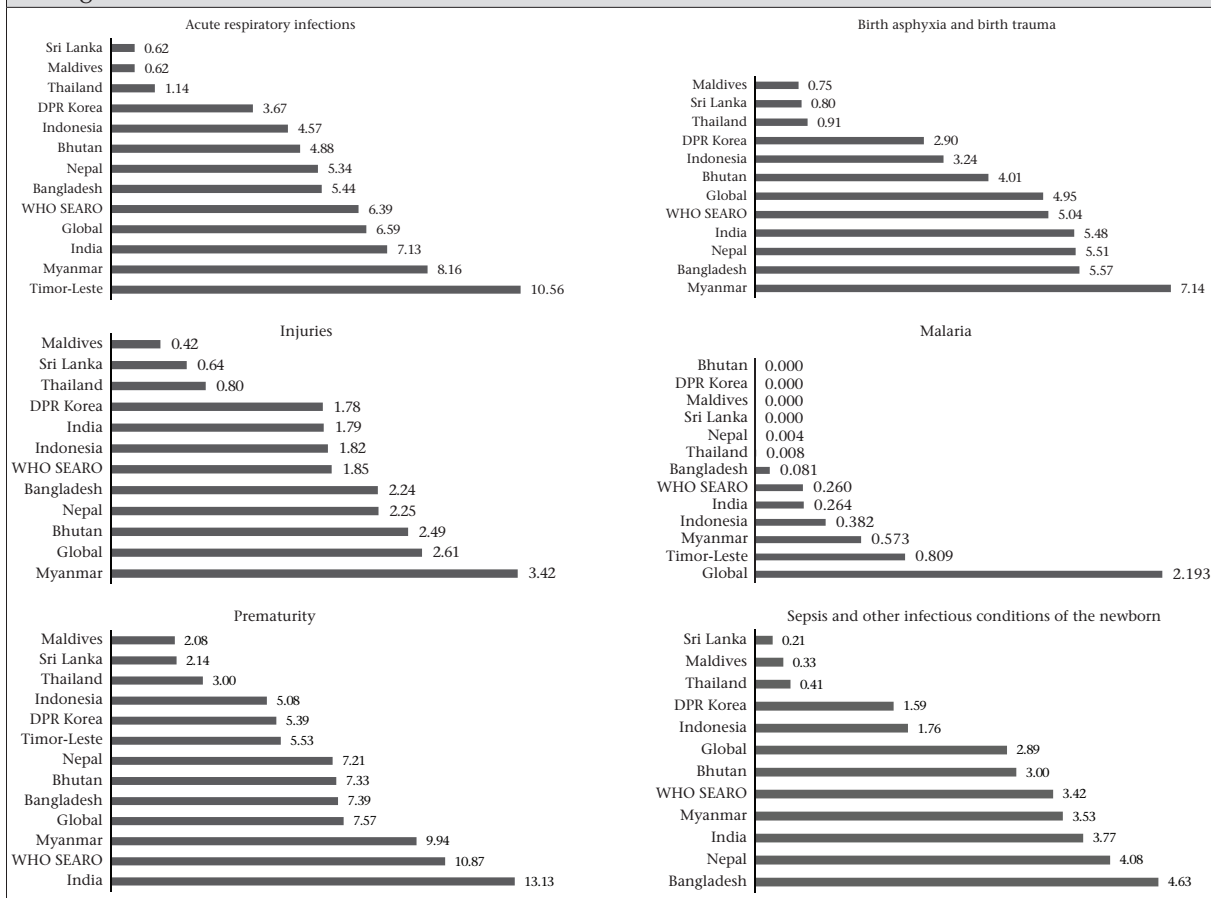 Acute respiratory infections
Sri Lanka 0.62
Maldives 0.62
Thailand 1.14
DPR Korea 3.67
Indonesia 4.57
Bhutan 4.88
Nepal 5.34
Bangladesh 5.44
WHO SEARO 6.39
Global 6.59
India 7.13
Myanmar 8.16
Timor-Leste 10.56
Birth asphyxia and birth trauma
Maldives 0.75
Sri Lanka 0.80
Thailand 0.91
DPR Korea 2.90
Indonesia 3.24
Bhutan 4.01
Global 4.95
WHO SEARO 5.04
India 5.48
Nepal 5.51
Bangladesh 5.57
Myanmar 7.14
Injuries
Maldives 0.42
Sri Lanka 0.64
Thailand 0.80
DPR Korea 1.78
India 1.79
Indonesia 1.82
WHO SEARO 1.85
Bangladesh 2.24
Nepal 2.25
Bhutan 2.49
Global 2.61
Myanmar 3.42
Malaria
Bhutan 0.000
DPR Korea 0.000
Maldives 0.000
Sri Lanka 0.000
Nepal 0.004
Thailand 0.008
Bangladesh 0.081
WHO SEARO 0.260
India 0.264
Indonesia 0.382
Myanmar 0.573
Timor-Leste 0.809
Global 2.193
Prematurity
Maldives 2.08
Sri Lanka 2.14
Thailand 3.00
Indonesia 5.08
DPR Korea 5.39
Timor-Leste 5.53
Nepal 7.21
Bhutan 7.33
Bangladesh 7.39
Global 7.57
Myanmar 9.94
WHO SEARO 10.87
India 13.13
Sepsis and other infectious conditions of the newborn
Sri Lanka 0.21
Maldives 0.33
Thailand 0.41
DPR Korea 1.59
Indonesia 1.76
Global 2.89
Bhutan 3.00
WHO SEARO 3.42
Myanmar 3.53
India 3.77
Nepal 4.08
Bangladesh 4.63